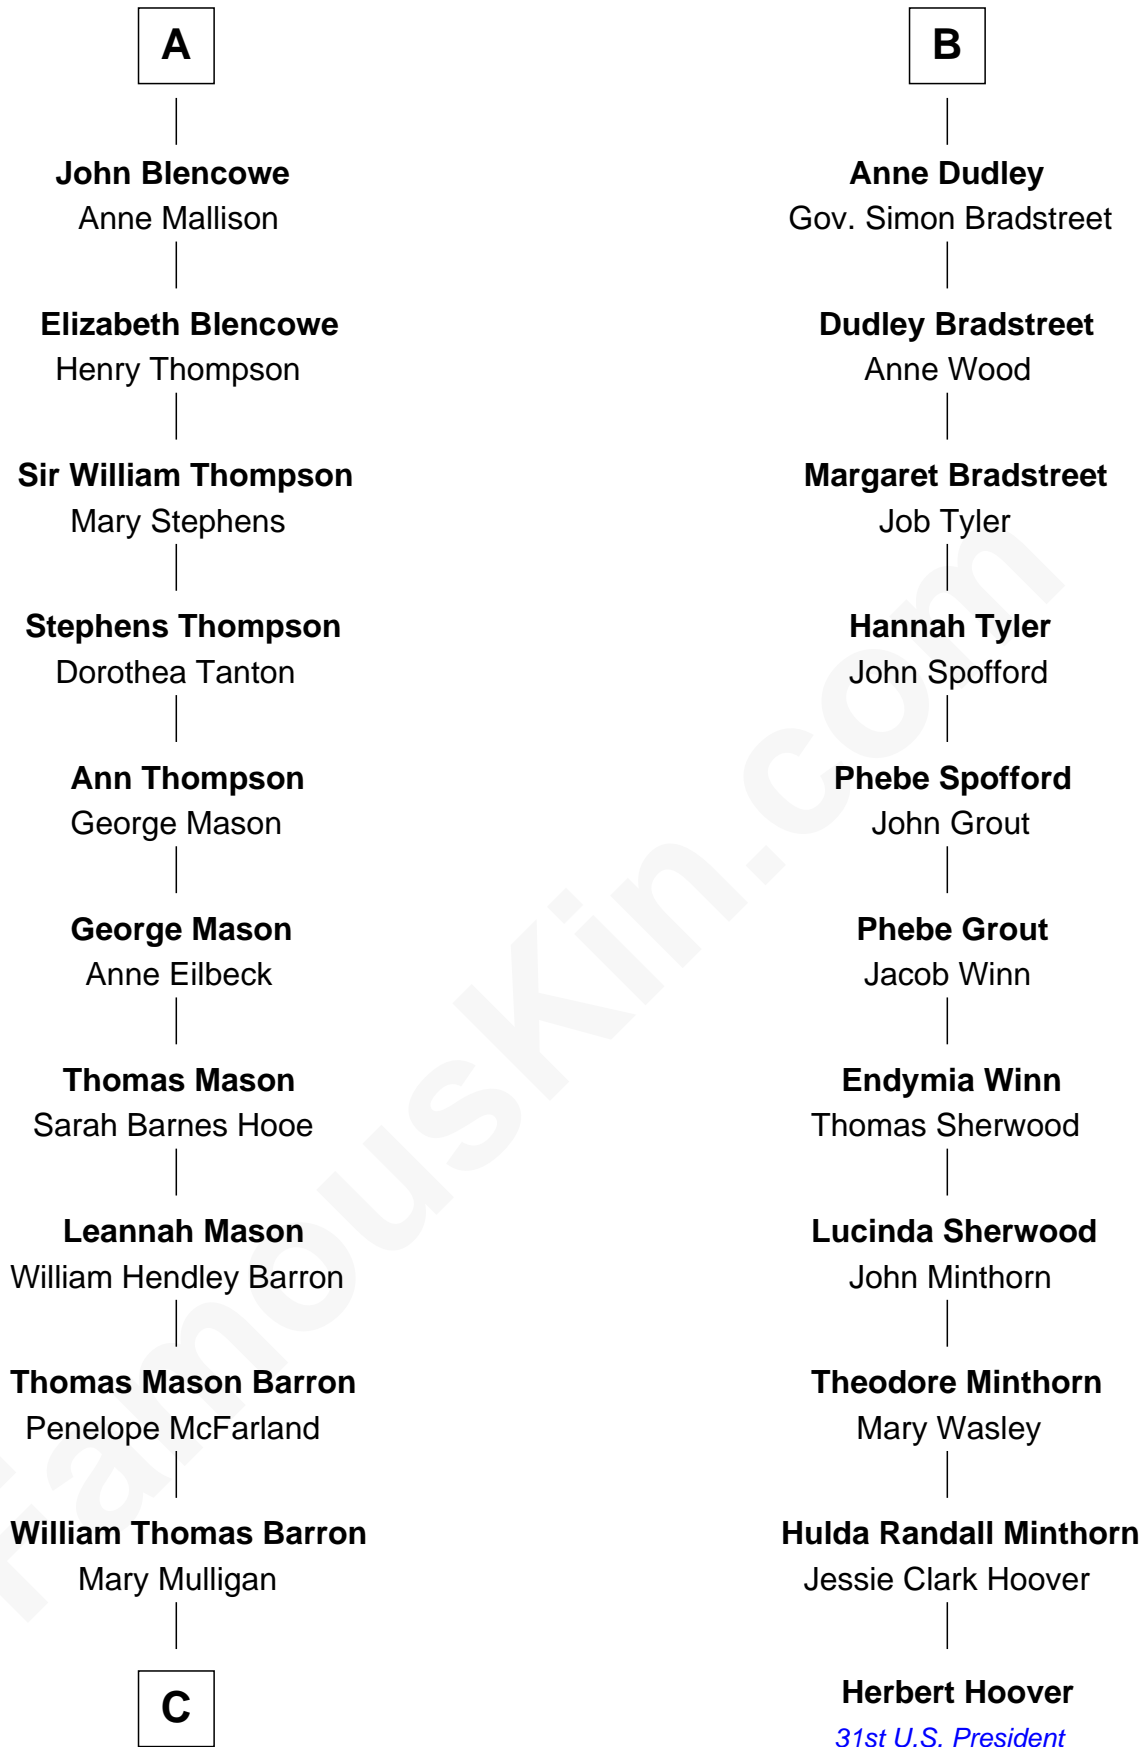 A
John Blencowe
Anne Mallison
Elizabeth Blencowe
Henry Thompson
Sir William Thompson
Mary Stephens
Stephens Thompson
Dorothea Tanton
Ann Thompson
George Mason
George Mason
Anne Eilbeck
Thomas Mason
Sarah Barnes Hooe
Leannah Mason
William Hendley Barron
Thomas Mason Barron
Penelope McFarland
William Thomas Barron
Mary Mulligan
C
B
Anne Dudley
Gov. Simon Bradstreet
Dudley Bradstreet
Anne Wood
Margaret Bradstreet
Job Tyler
Hannah Tyler
John Spofford
Phebe Spofford
John Grout
Phebe Grout
Jacob Winn
Endymia Winn
Thomas Sherwood
Lucinda Sherwood
John Minthorn
Theodore Minthorn
Mary Wasley
Hulda Randall Minthorn
Jessie Clark Hoover
Herbert Hoover
31st U.S. President
FamousKin.com